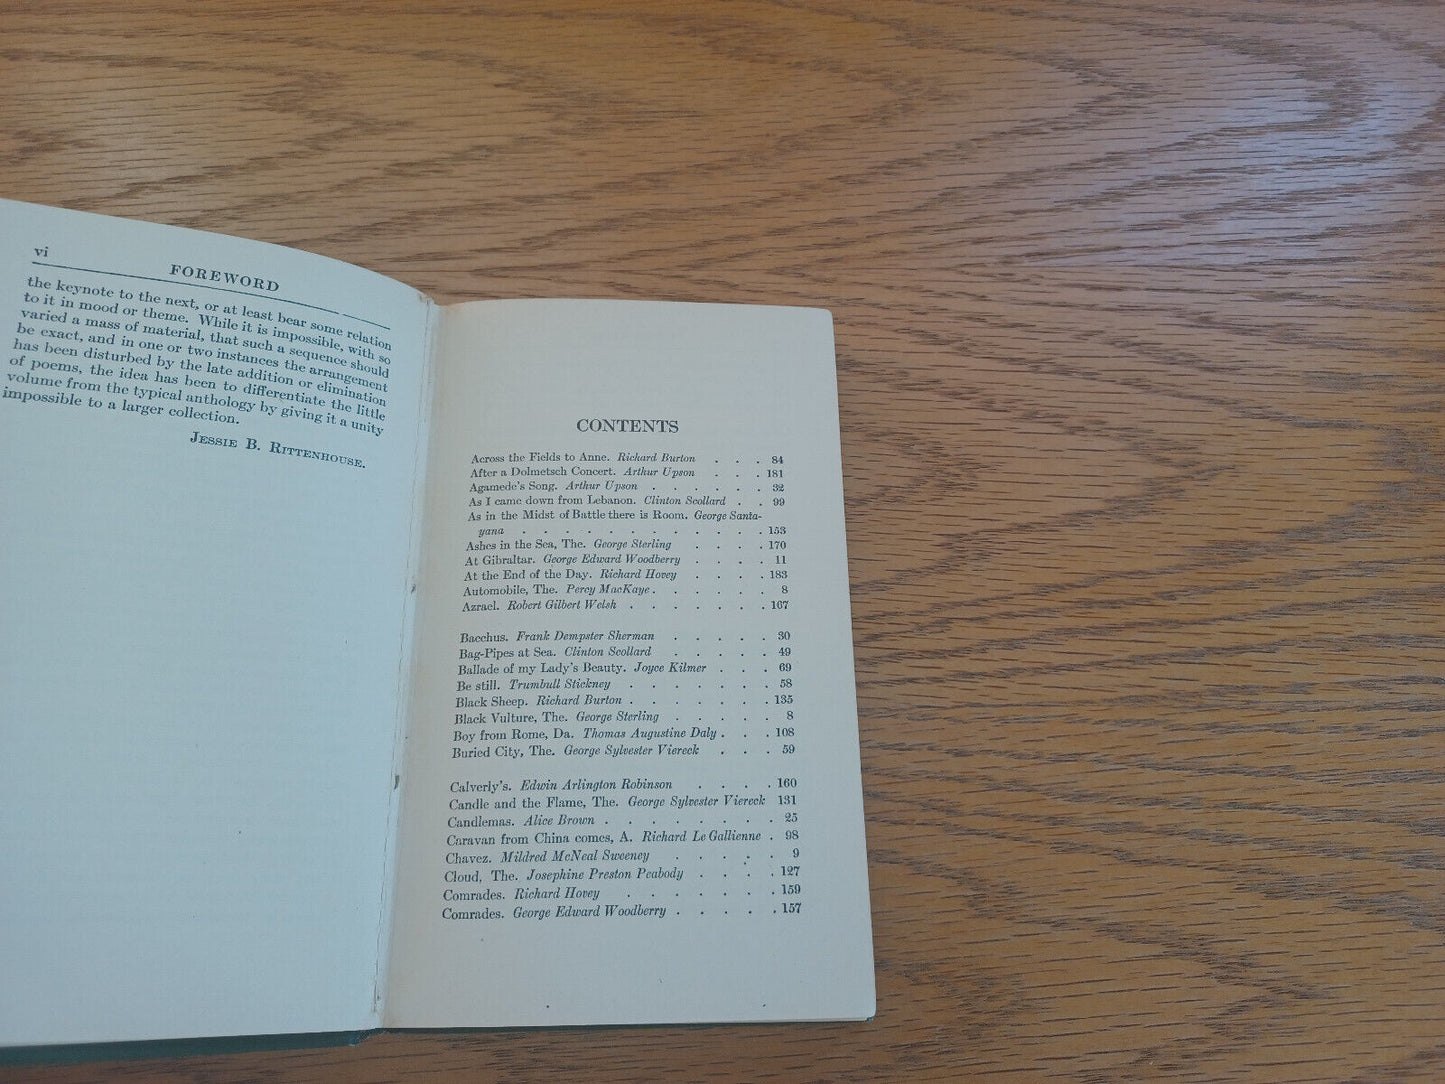 vi
FOREWORD
the keynote to the next, or at least bear some relation
to it in mood or theme. While it is impossible, with so
varied a mass of material, that such a sequence should
be exact, and in one or two instances the arrangement
has been disturbed by the late addition or elimination
of poems, the idea has been to differentiate the little
volume from the typical anthology by giving it a unity
impossible to a larger collection.
JESSIE B. RITTENHOUSE.
CONTENTS
Across the Fields to Anne. Richard Burton . . . 84
After a Dolmetsch Concert. Arthur Upson . . . 181
Agamede's Song. Arthur Upson . . . . . . 32
As I came down from Lebanon. Clinton Scollard . . 99
As in the Midst of Battle there is Room. George Santa-
yana . . . . . . . . . . . . 153
Ashes in the Sea, The. George Sterling . . . . 170
At Gibraltar. George Edward Woodberry . . . . 11
At the End of the Day. Richard Hovey . . . . 183
Automobile, The. Percy MacKaye . . . . . . 8
Azrael. Robert Gilbert Welsh . . . . . . . 167
Bacchus. Frank Dempster Sherman . . . . . 30
Bag-Pipes at Sea. Clinton Scollard . . . . . 49
Ballade of my Lady's Beauty. Joyce Kilmer . . . 69
Be still. Trumbull Stickney . . . . . . . 58
Black Sheep. Richard Burton . . . . . . . 135
Black Vulture, The. George Sterling . . . . . 8
Boy from Rome, Da. Thomas Augustine Daly . . . 108
Buried City, The. George Sylvester Viereck . . . 59
Calverly's. Edwin Arlington Robinson . . . . 160
Candle and the Flame, The. George Sylvester Viereck 131
Candlemas. Alice Brown . . . . . . . . 25
Caravan from China comes, A. Richard Le Gallienne . 98
Chavez. Mildred McNeal Sweeney . . . . . 9
Cloud, The. Josephine Preston Peabody . . . . 127
Comrades. Richard Hovey . . . . . . . 159
Comrades. George Edward Woodberry . . . . . 157